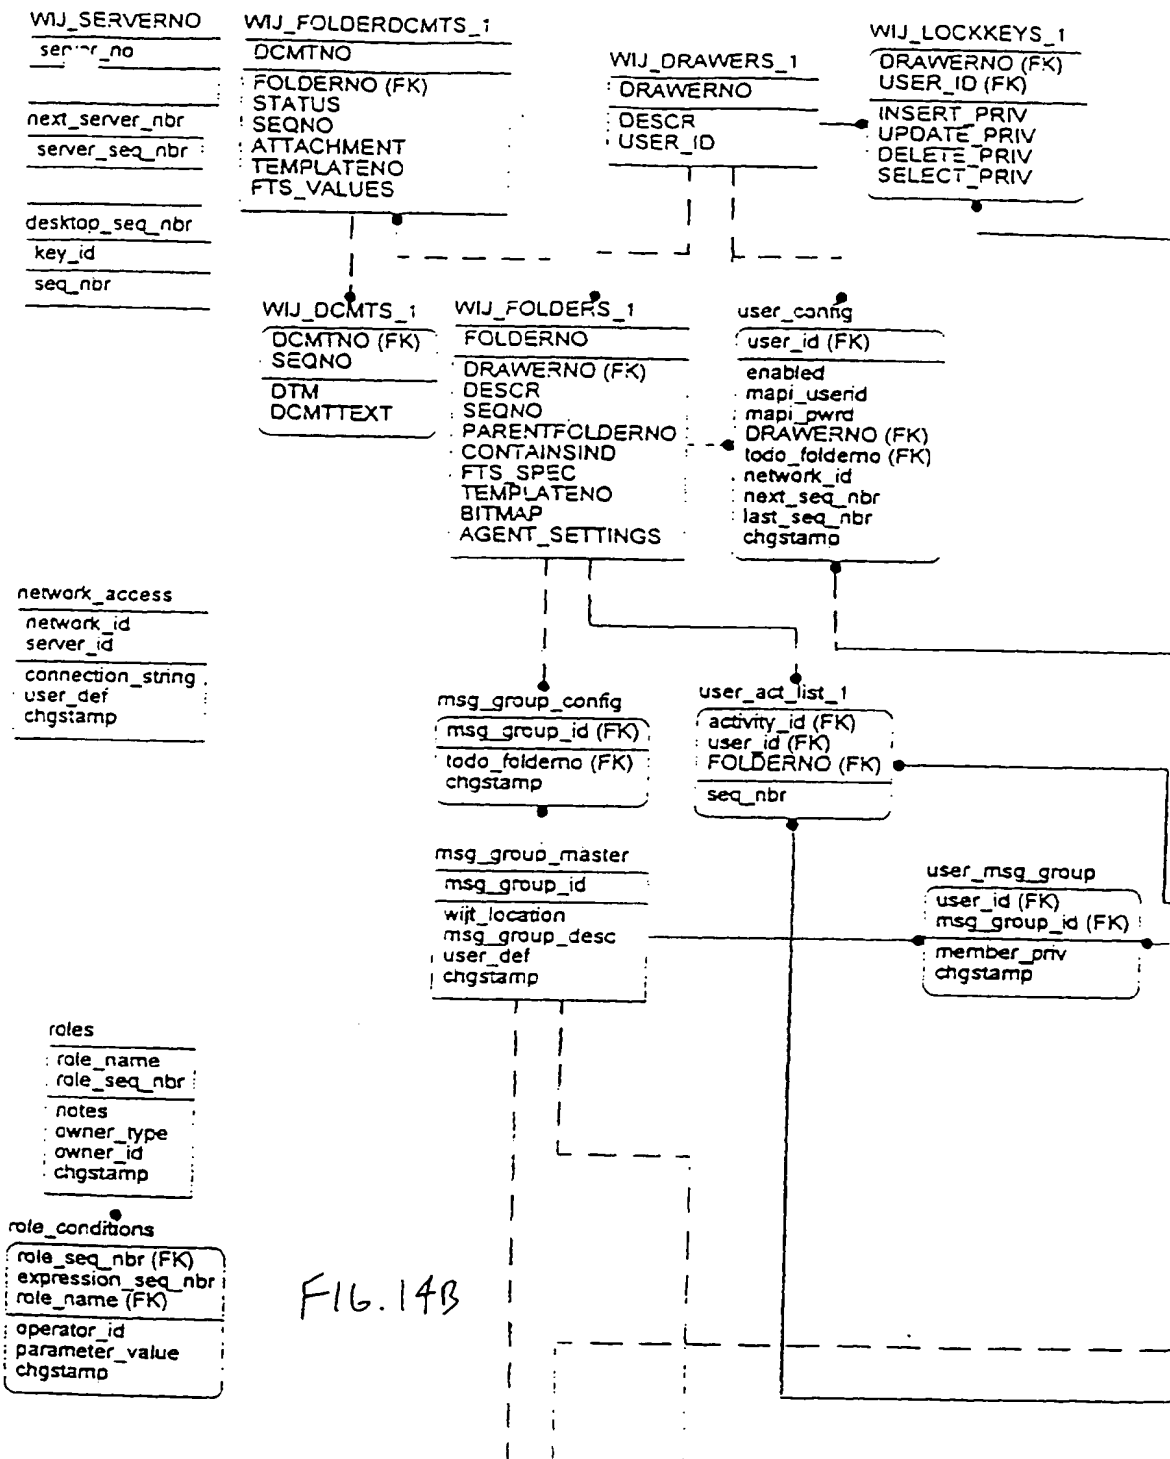 WIJ_SERVERNO
server_no
next_server_nbr
server_seq_nbr
desktop_seq_nbr
key_id
seq_nbr
WIJ_FOLDERDCMTS_1
DCMTNO
FOLDERNO (FK)
STATUS
SEQNO
ATTACHMENT
TEMPLATENO
FTS_VALUES
WIJ_DRAWERS_1
DRAWERNO
DESCR
USER_ID
WIJ_LOCKKEYS_1
DRAWERNO (FK)
USER_ID (FK)
INSERT_PRIV
UPDATE_PRIV
DELETE_PRIV
SELECT_PRIV
WIJ_DCMTS_1
DCMTNO (FK)
SEQNO
DTM
DCMTTEXT
WIJ_FOLDERS_1
FOLDERNO
DRAWERNO (FK)
DESCR
SEQNO
PARENTFOLDERNO
CONTAINSIND
FTS_SPEC
TEMPLATENO
BITMAP
AGENT_SETTINGS
user_config
user_id (FK)
enabled
mapi_userid
mapi_pwrd
DRAWERNO (FK)
todo_folderno (FK)
network_id
next_seq_nbr
last_seq_nbr
chgstamp
network_access
network_id
server_id
connection_string
user_def
chgstamp
msg_group_config
msg_group_id (FK)
todo_folderno (FK)
chgstamp
user_act_list_1
activity_id (FK)
user_id (FK)
FOLDERNO (FK)
seq_nbr
msg_group_master
msg_group_id
wijt_location
msg_group_desc
user_def
chgstamp
user_msg_group
user_id (FK)
msg_group_id (FK)
member_priv
chgstamp
roles
role_name
role_seq_nbr
notes
owner_type
owner_id
chgstamp
role_conditions
role_seq_nbr (FK)
expression_seq_nbr
role_name (FK)
operator_id
parameter_value
chgstamp
FIG. 14B